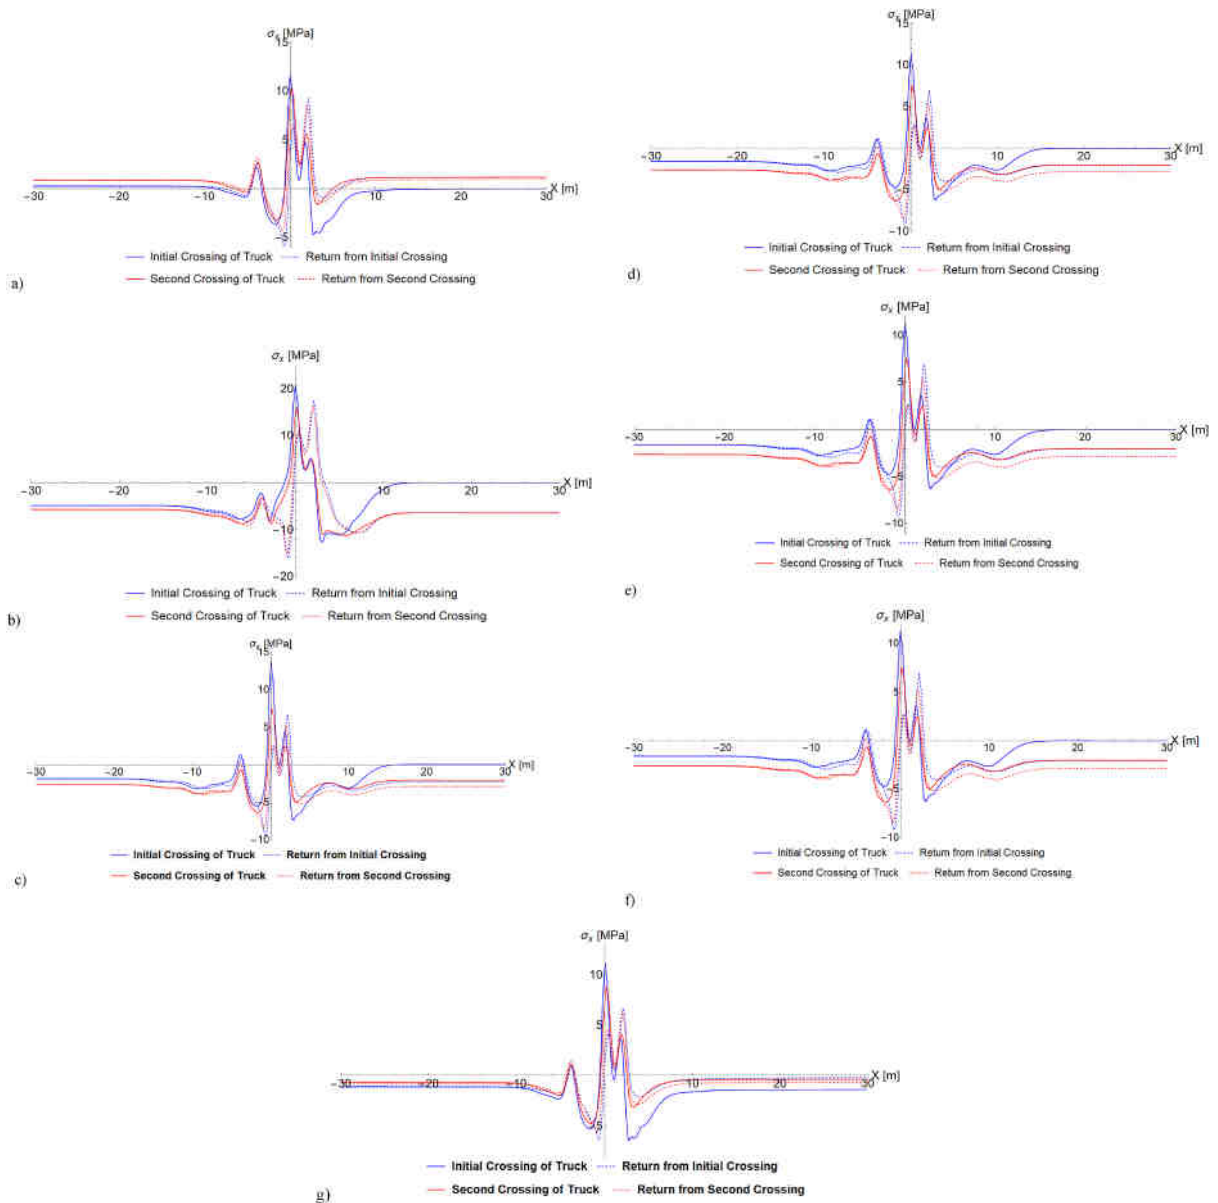 σx [MPa]
15
10
5
-30 -20 -10 10 20 30 X [m]
-5
Initial Crossing of Truck Return from Initial Crossing
Second Crossing of Truck Return from Second Crossing
a)
σx [MPa]
20
10
-30 -20 -10 10 20 30 X [m]
-10
-20
Initial Crossing of Truck Return from Initial Crossing
Second Crossing of Truck Return from Second Crossing
b)
σx [MPa]
15
10
5
-30 -20 -10 10 20 30 X [m]
-5
-10
Initial Crossing of Truck Return from Initial Crossing
Second Crossing of Truck Return from Second Crossing
c)
σx [MPa]
15
10
5
-30 -20 -10 10 20 30 X [m]
-5
-10
Initial Crossing of Truck Return from Initial Crossing
Second Crossing of Truck Return from Second Crossing
d)
σx [MPa]
10
5
-30 -20 -10 10 20 30 X [m]
-5
-10
Initial Crossing of Truck Return from Initial Crossing
Second Crossing of Truck Return from Second Crossing
e)
σx [MPa]
10
5
-30 -20 -10 10 20 30 X [m]
-5
-10
Initial Crossing of Truck Return from Initial Crossing
Second Crossing of Truck Return from Second Crossing
f)
σx [MPa]
10
5
-30 -20 -10 10 20 30 X [m]
-5
Initial Crossing of Truck Return from Initial Crossing
Second Crossing of Truck Return from Second Crossing
g)